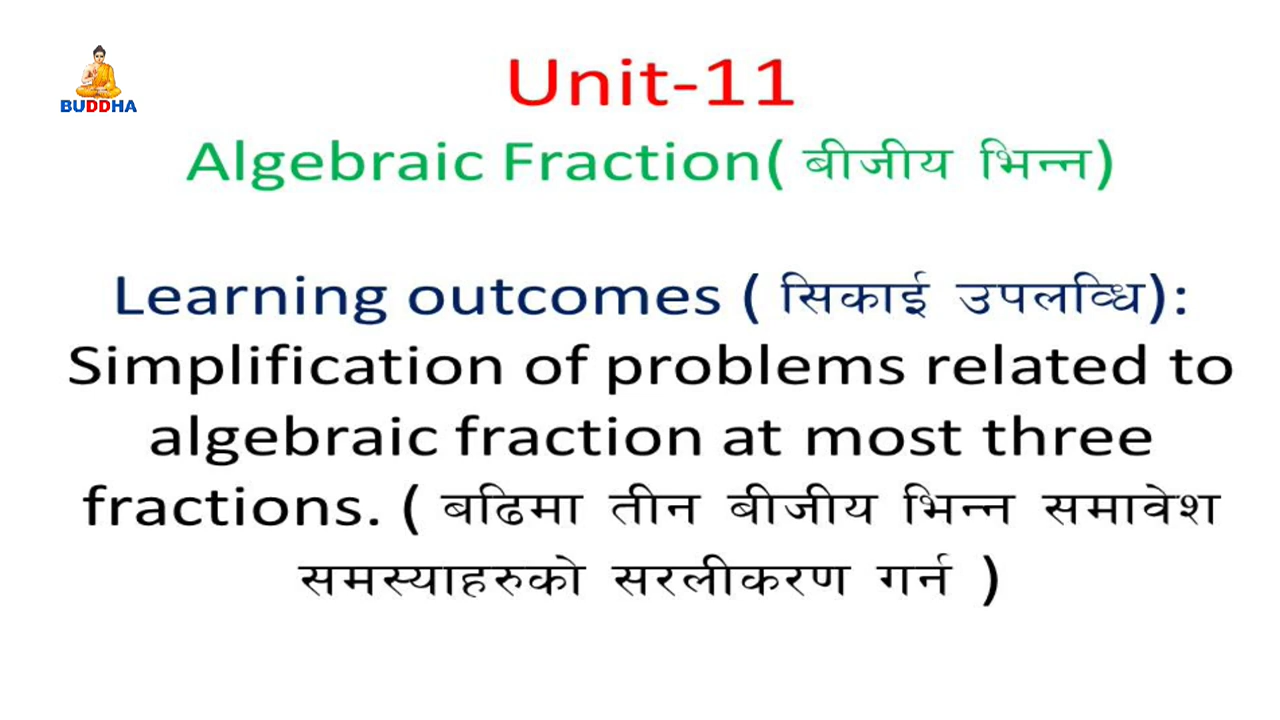 BUDDHA
Unit-11
Algebraic Fraction( बीजीय भिन्न)
Learning outcomes ( सिकाई उपलव्धि):
Simplification of problems related to
algebraic fraction at most three
fractions. ( बढिमा तीन बीजीय भिन्न समावेश
समस्याहरुको सरलीकरण गर्न )